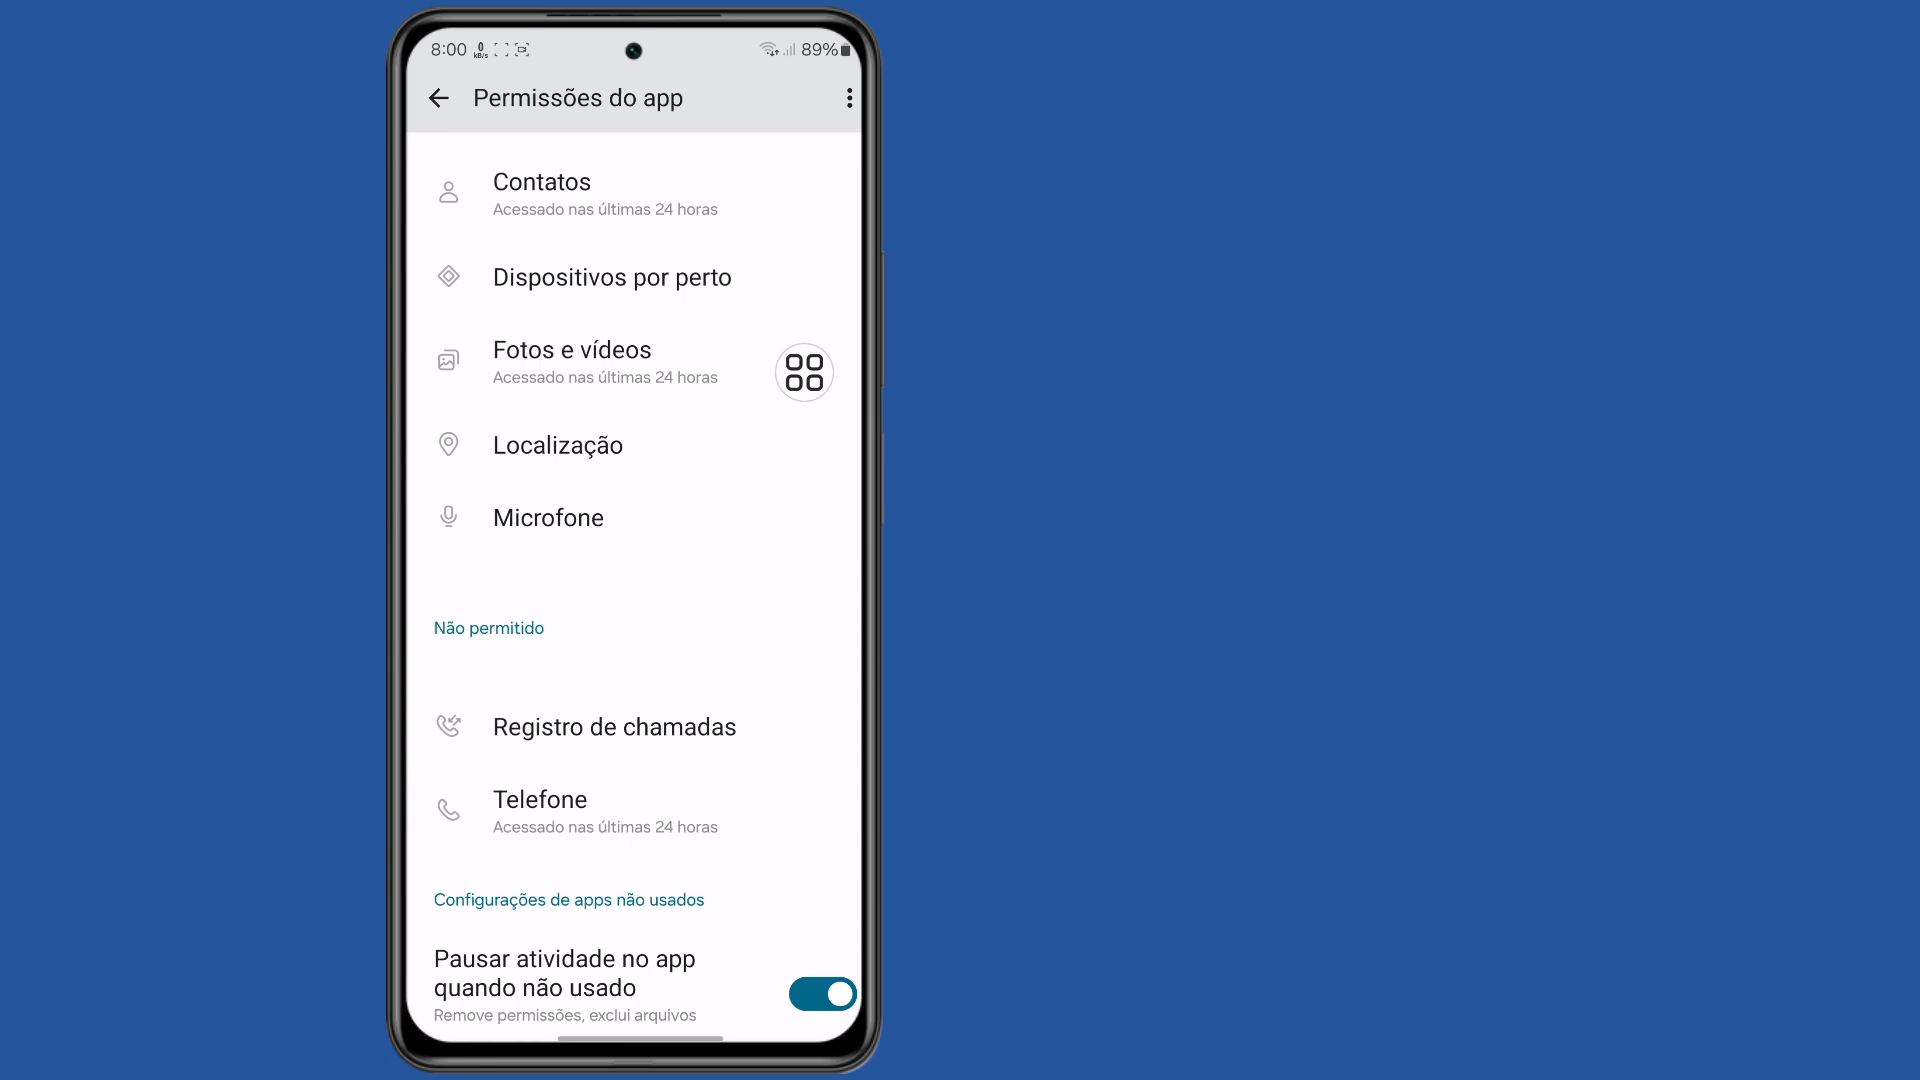 8:00 0 KB/s 89%
Permissões do app
Contatos
Acessado nas últimas 24 horas
Dispositivos por perto
Fotos e vídeos
Acessado nas últimas 24 horas
Localização
Microfone
Não permitido
Registro de chamadas
Telefone
Acessado nas últimas 24 horas
Configurações de apps não usados
Pausar atividade no app
quando não usado
Remove permissões, exclui arquivos